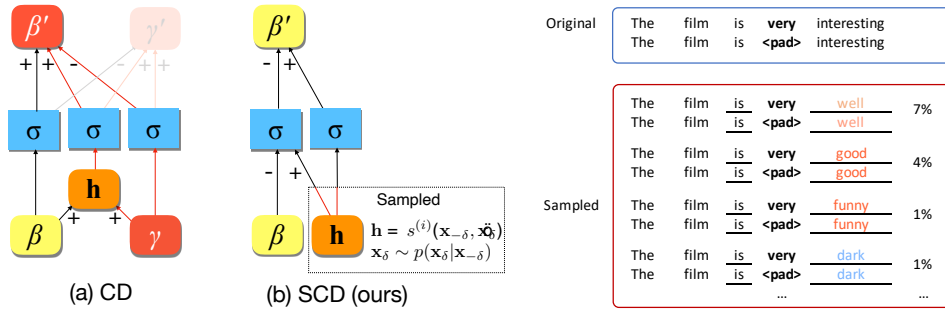 β′ γ′
+ + - - + +
σ σ σ
h
+ +
β γ
(a) CD
β′
- +
σ σ
- +
Sampled
β h
h = s^(i)(x_−δ, x_δ)
x_δ ∼ p(x_δ|x_−δ)
(b) SCD (ours)
Original
The film is very interesting
The film is <pad> interesting
Sampled
The film is very well
The film is <pad> well
7%
The film is very good
The film is <pad> good
4%
The film is very funny
The film is <pad> funny
1%
The film is very dark
The film is <pad> dark
1%
... ...